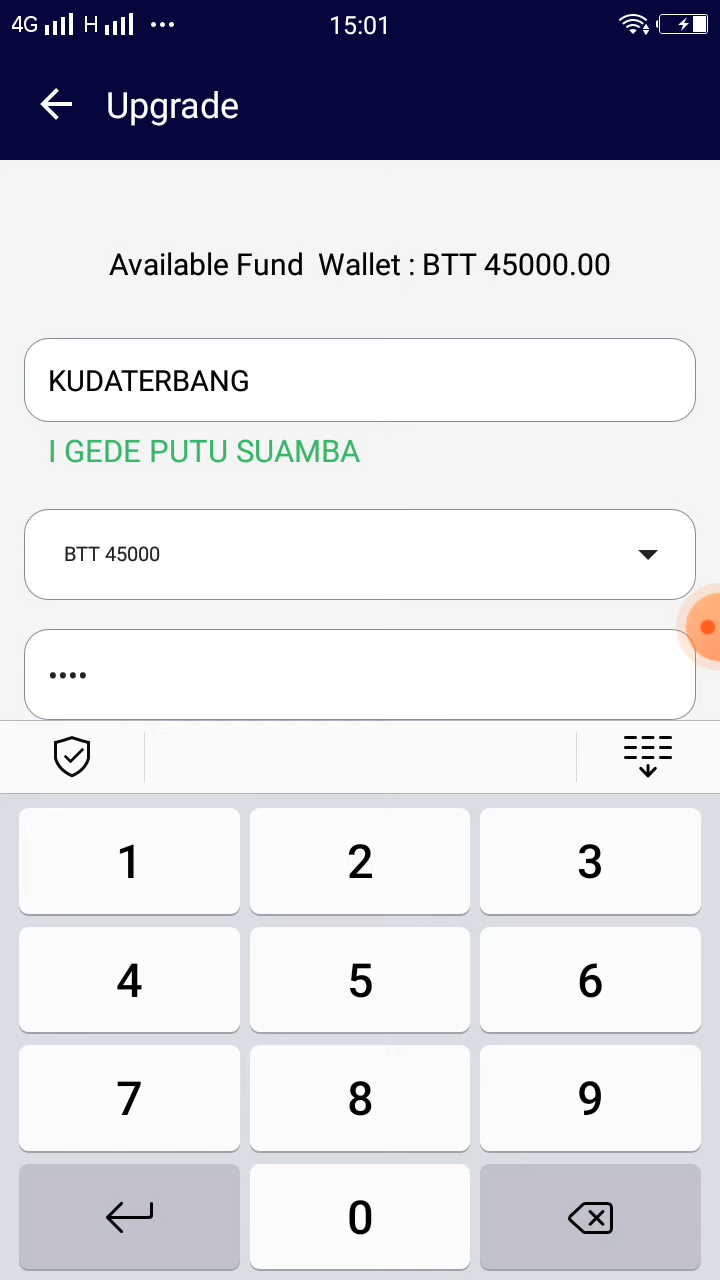 4G H 15:01
Upgrade
Available Fund Wallet : BTT 45000.00
KUDATERBANG
I GEDE PUTU SUAMBA
BTT 45000
••••
1 2 3
4 5 6
7 8 9
0